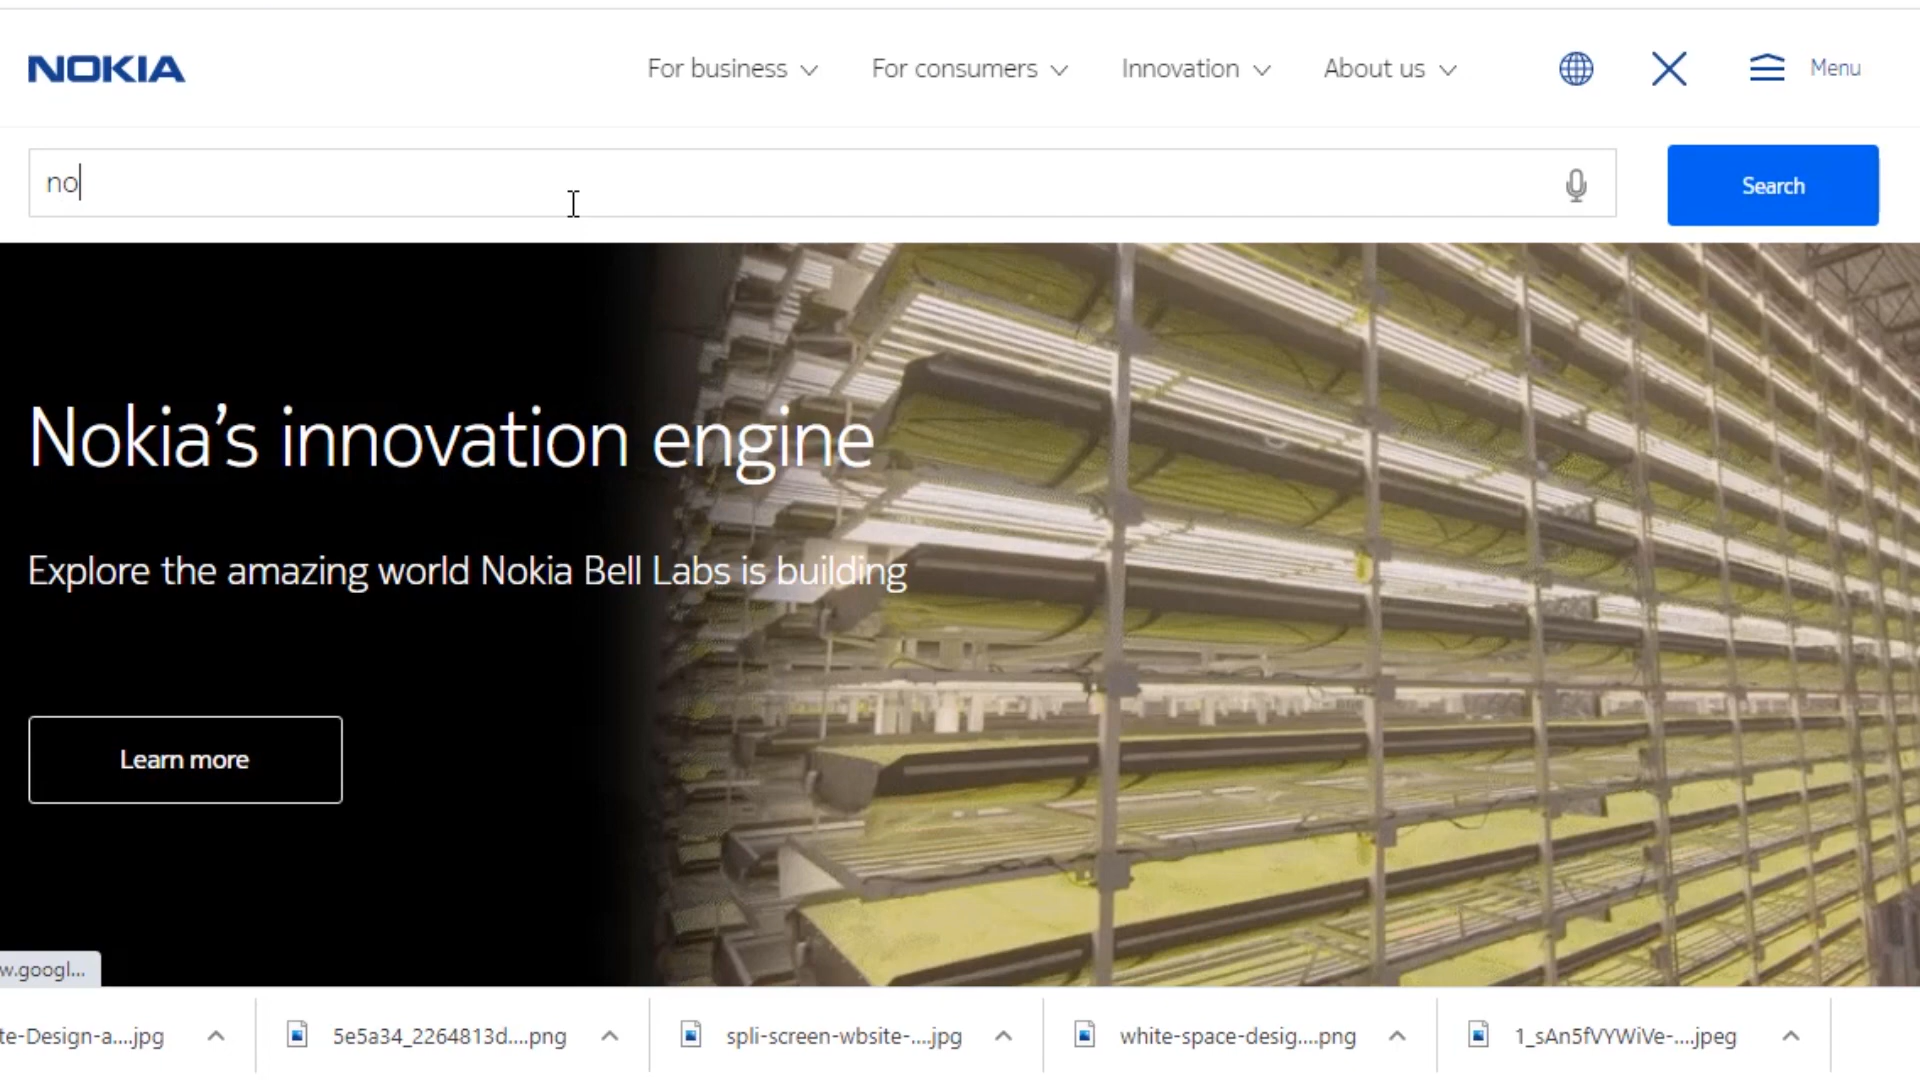 NOKIA For business For consumers Innovation About us Menu
no Search
Nokia's innovation engine
Explore the amazing world Nokia Bell Labs is building
Learn more
w.googl...
te-Design-a....jpg 5e5a34_2264813d....png spli-screen-wbsite-....jpg white-space-desig....png 1_sAn5fVYWiVe-....jpeg